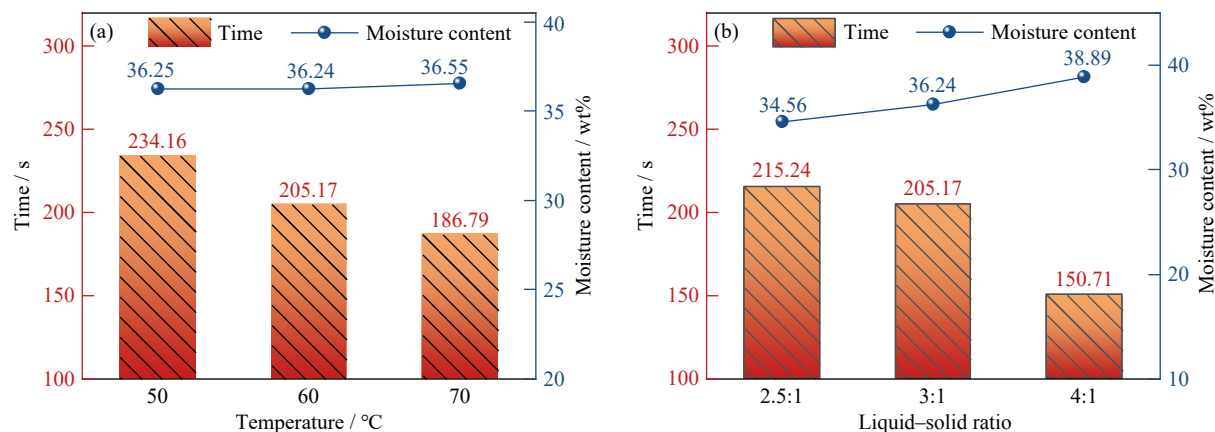 (a) Time Moisture content
300
250
200
150
100
Time / s
36.25 36.24 36.55
234.16
205.17
186.79
50 60 70
Temperature / °C
40
35
30
25
20
Moisture content / wt%
(b) Time Moisture content
300
250
200
150
100
Time / s
34.56 36.24 38.89
215.24
205.17
150.71
2.5:1 3:1 4:1
Liquid–solid ratio
40
30
20
10
Moisture content / wt%